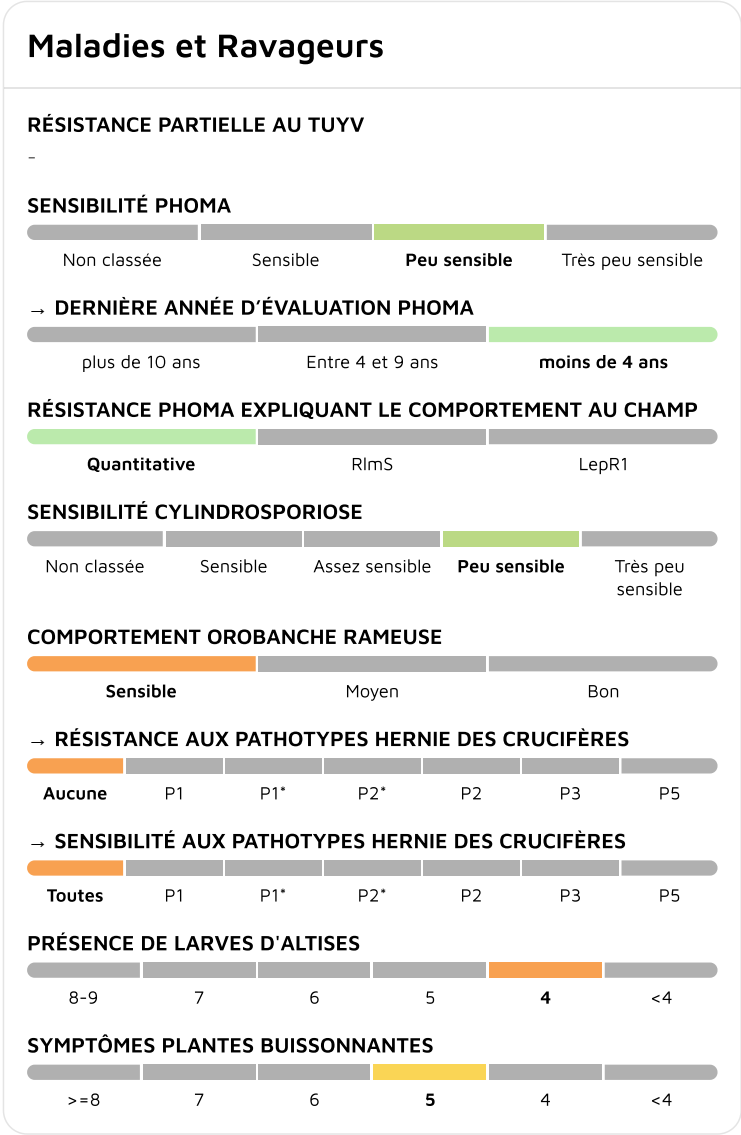 Maladies et Ravageurs
RÉSISTANCE PARTIELLE AU TUYV
-
SENSIBILITÉ PHOMA
Non classée Sensible Peu sensible Très peu sensible
→ DERNIÈRE ANNÉE D’ÉVALUATION PHOMA
plus de 10 ans Entre 4 et 9 ans moins de 4 ans
RÉSISTANCE PHOMA EXPLIQUANT LE COMPORTEMENT AU CHAMP
Quantitative RlmS LepR1
SENSIBILITÉ CYLINDROSPORIOSE
Non classée Sensible Assez sensible Peu sensible Très peu
sensible
COMPORTEMENT OROBANCHE RAMEUSE
Sensible Moyen Bon
→ RÉSISTANCE AUX PATHOTYPES HERNIE DES CRUCIFÈRES
Aucune P1 P1* P2* P2 P3 P5
→ SENSIBILITÉ AUX PATHOTYPES HERNIE DES CRUCIFÈRES
Toutes P1 P1* P2* P2 P3 P5
PRÉSENCE DE LARVES D'ALTISES
8-9 7 6 5 4 <4
SYMPTÔMES PLANTES BUISSONNANTES
>=8 7 6 5 4 <4